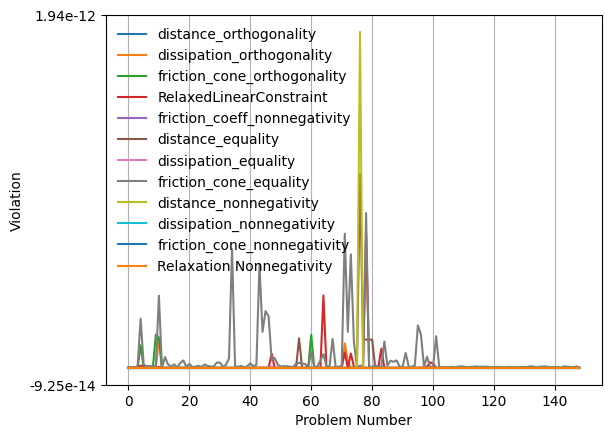 1.94e-12
distance_orthogonality
dissipation_orthogonality
friction_cone_orthogonality
RelaxedLinearConstraint
friction_coeff_nonnegativity
distance_equality
dissipation_equality
friction_cone_equality
distance_nonnegativity
dissipation_nonnegativity
friction_cone_nonnegativity
Relaxation Nonnegativity
Violation
-9.25e-14
0 20 40 60 80 100 120 140
Problem Number